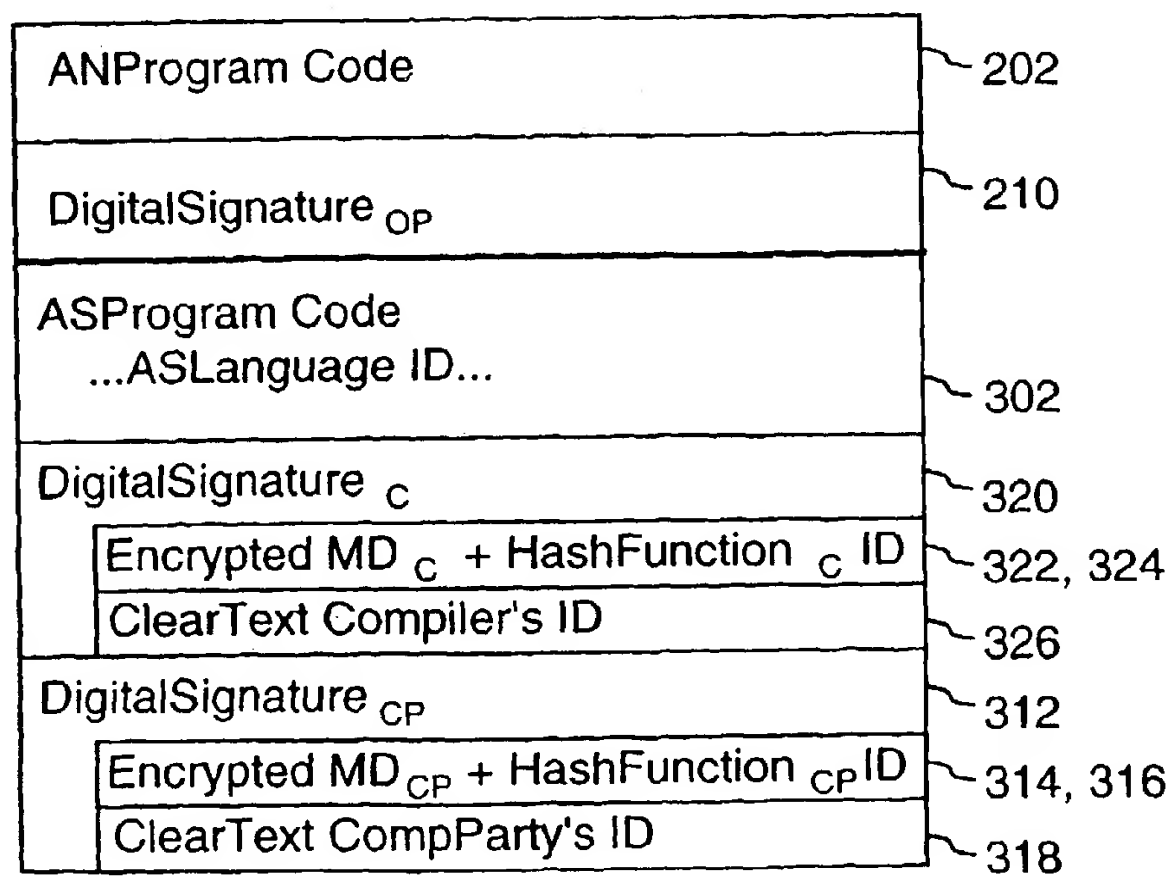 ANProgram Code
202
DigitalSignature OP
210
ASProgram Code
...ASLanguage ID...
302
DigitalSignature C
320
Encrypted MD C + HashFunction C ID
322, 324
ClearText Compiler's ID
326
DigitalSignature CP
312
Encrypted MD CP + HashFunction CP ID
314, 316
ClearText CompParty's ID
318